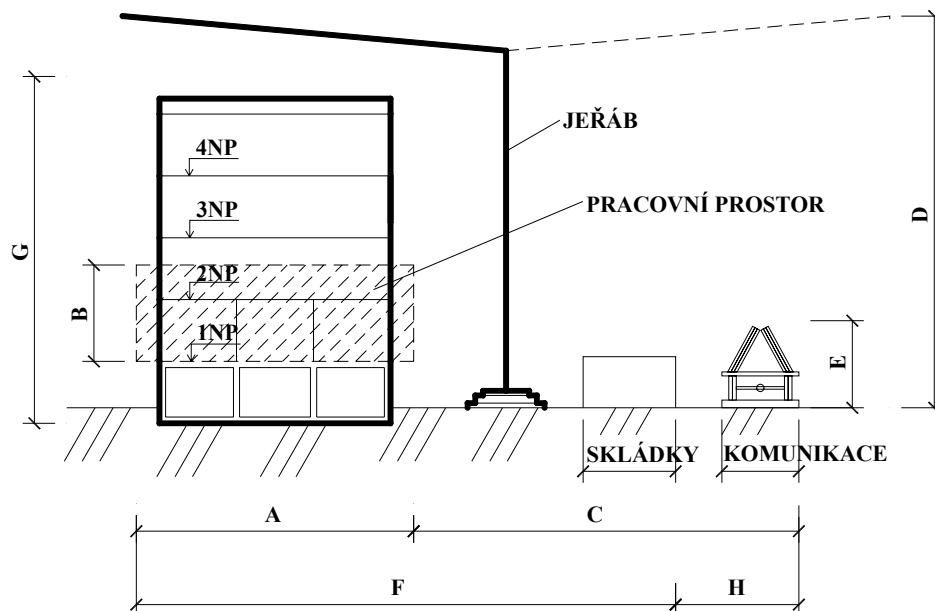 4NP
JEŘÁB
3NP
PRACOVNÍ PROSTOR
D
G
2NP
B
1NP
E
SKLÁDKY
KOMUNIKACE
A
C
F
H